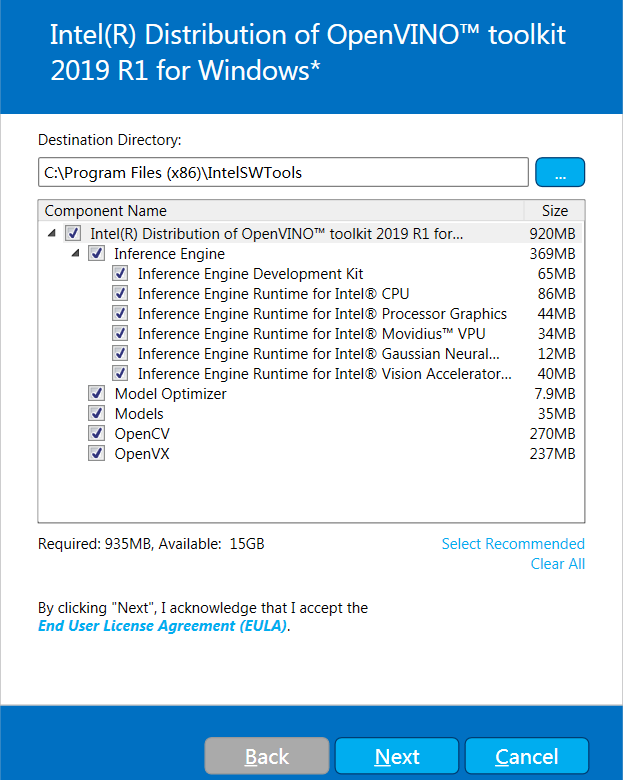 Intel(R) Distribution of OpenVINO™ toolkit
2019 R1 for Windows*
Destination Directory:
C:\Program Files (x86)\IntelSWTools
...
Component Name Size
Intel(R) Distribution of OpenVINO™ toolkit 2019 R1 for... 920MB
Inference Engine 369MB
Inference Engine Development Kit 65MB
Inference Engine Runtime for Intel® CPU 86MB
Inference Engine Runtime for Intel® Processor Graphics 44MB
Inference Engine Runtime for Intel® Movidius™ VPU 34MB
Inference Engine Runtime for Intel® Gaussian Neural... 12MB
Inference Engine Runtime for Intel® Vision Accelerator... 40MB
Model Optimizer 7.9MB
Models 35MB
OpenCV 270MB
OpenVX 237MB
Required: 935MB, Available: 15GB Select Recommended
Clear All
By clicking "Next", I acknowledge that I accept the
End User License Agreement (EULA).
Back Next Cancel